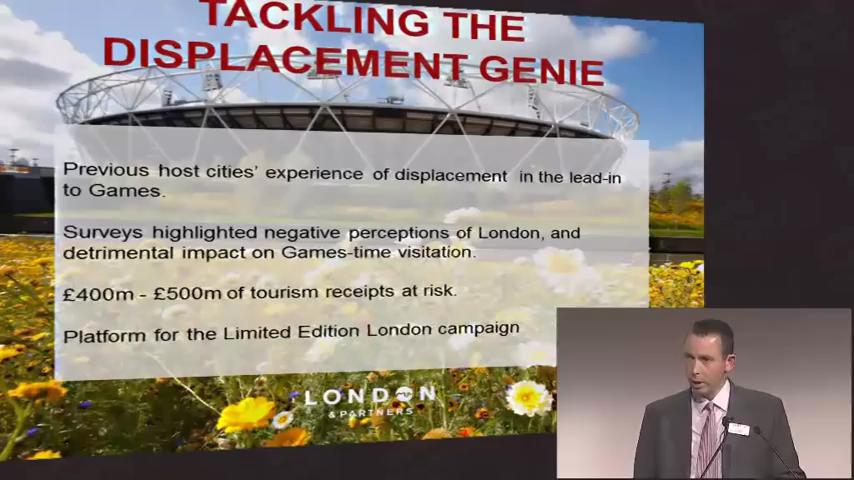 TACKLING THE
DISPLACEMENT GENIE
Previous host cities’ experience of displacement in the lead-in
to Games.
Surveys highlighted negative perceptions of London, and
detrimental impact on Games-time visitation.
£400m - £500m of tourism receipts at risk.
Platform for the Limited Edition London campaign
LONDON
& PARTNERS